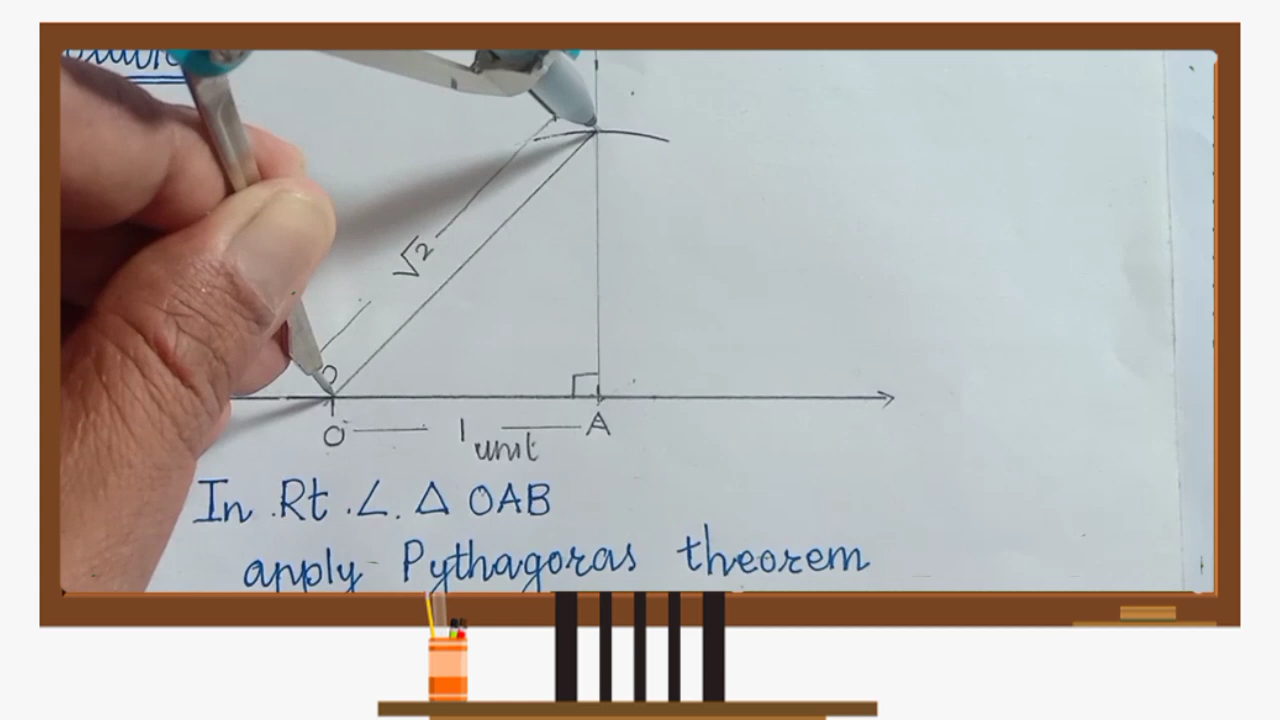 √2
O 1 unit A
In Rt. ∠. △ OAB
apply Pythagoras theorem